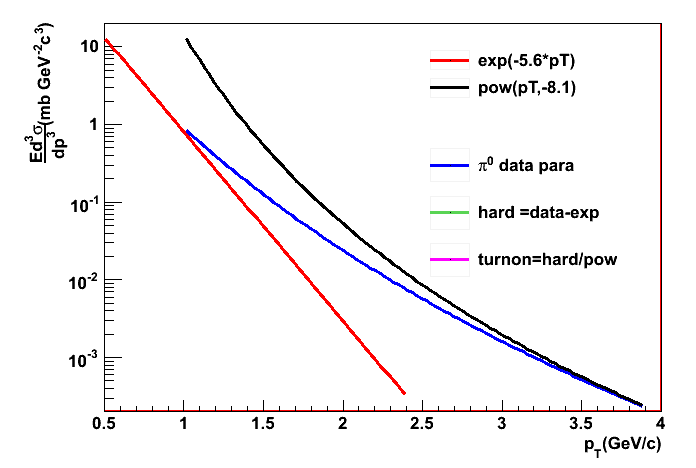 10
1
10⁻¹
10⁻²
10⁻³
Ed³σ/dp³(mb GeV⁻²c³)
exp(-5.6*pT)
pow(pT,-8.1)
π⁰ data para
hard =data-exp
turnon=hard/pow
0.5 1 1.5 2 2.5 3 3.5 4
p_T(GeV/c)